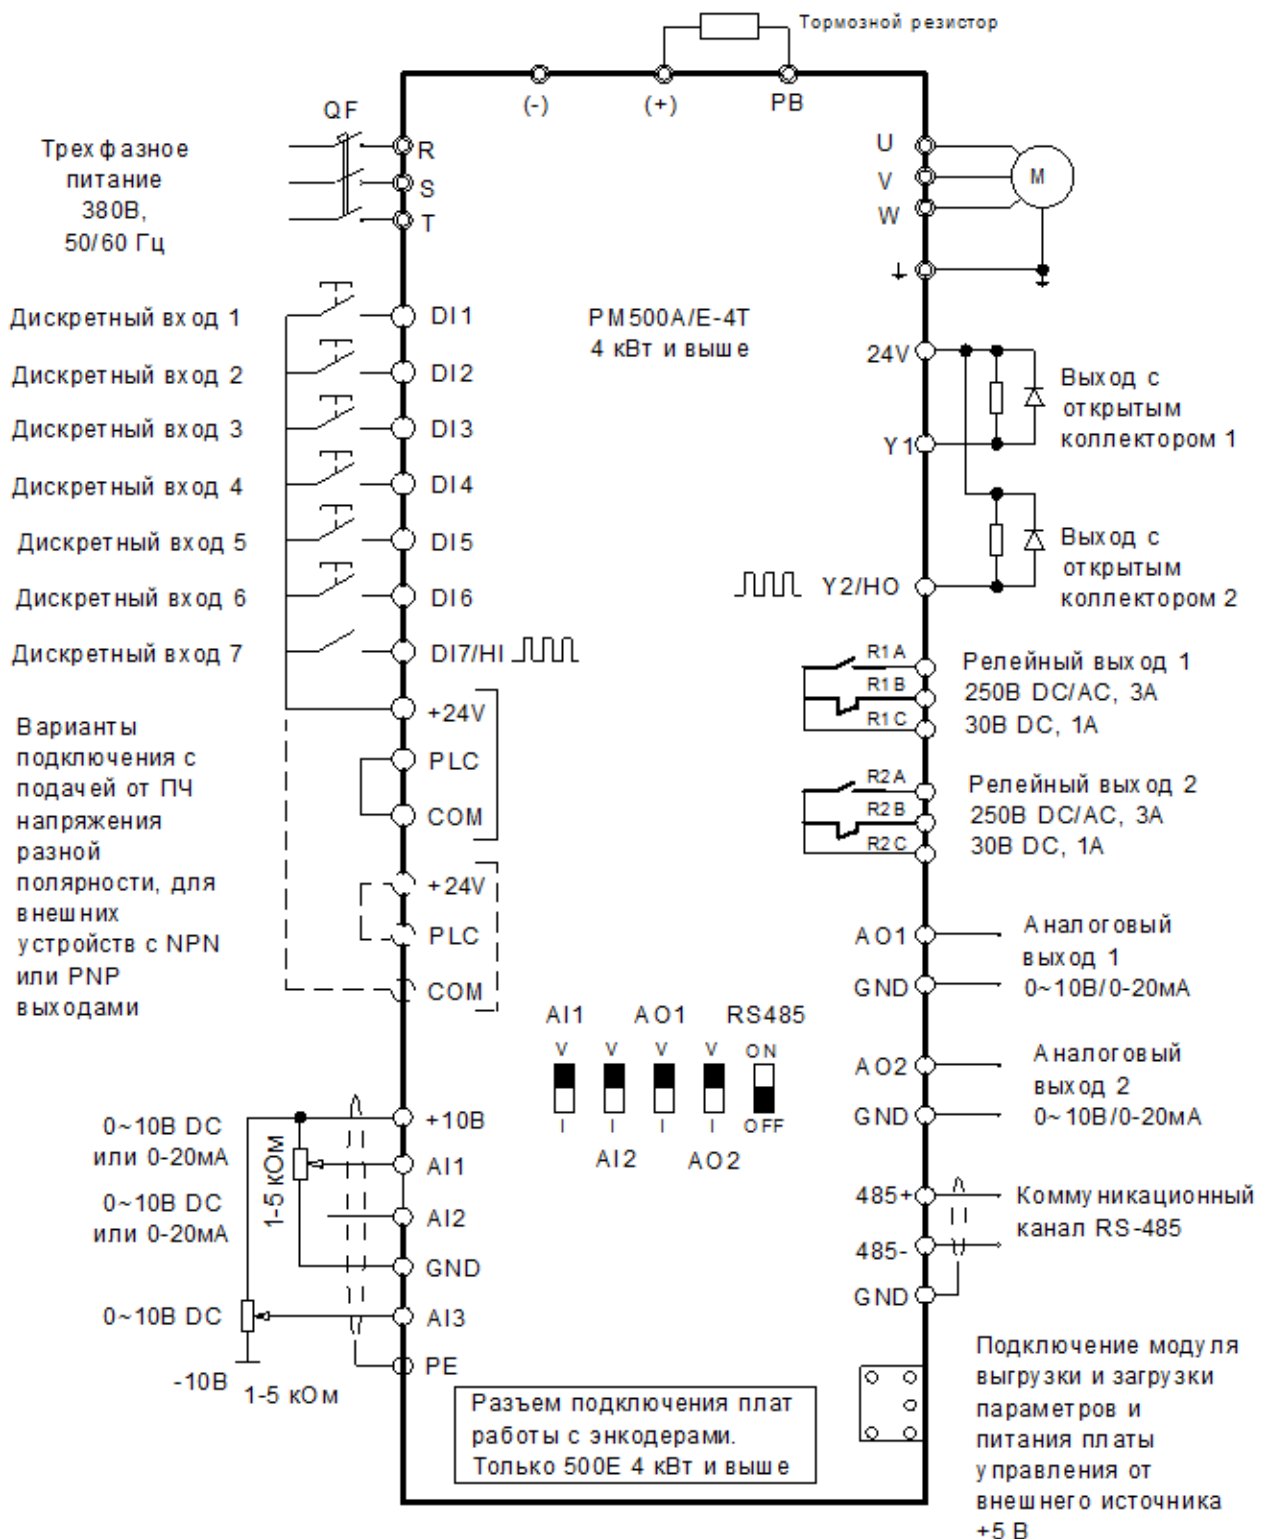 Тормозной резистор
(-)
(+)
PB
QF
Трехфазное
питание
380В,
50/60 Гц
R
S
T
U
V
W
M
PM500A/E-4T
4 кВт и выше
Дискретный вход 1
DI1
Дискретный вход 2
DI2
Дискретный вход 3
DI3
Дискретный вход 4
DI4
Дискретный вход 5
DI5
Дискретный вход 6
DI6
Дискретный вход 7
DI7/HI
24V
Y1
Выход с
открытым
коллектором 1
Y2/HO
Выход с
открытым
коллектором 2
+24V
PLC
COM
+24V
PLC
COM
Варианты
подключения с
подачей от ПЧ
напряжения
разной
полярности, для
внешних
устройств с NPN
или PNP
выходами
R1A
R1B
R1C
Релейный выход 1
250В DC/AC, 3А
30В DC, 1А
R2A
R2B
R2C
Релейный выход 2
250В DC/AC, 3А
30В DC, 1А
AO1
GND
Аналоговый
выход 1
0~10В/0-20мА
AO2
GND
Аналоговый
выход 2
0~10В/0-20мА
AI1
AO1
RS485
V
V
V
V
ON
I
I
I
I
OFF
AI2
AO2
0~10В DC
или 0-20мА
0~10В DC
или 0-20мА
1-5 кОм
+10В
AI1
AI2
GND
0~10В DC
AI3
-10В
1-5 кОм
PE
485+
485-
GND
Коммуникационный
канал RS-485
Разъем подключения плат
работы с энкодерами.
Только 500Е 4 кВт и выше
Подключение модуля
выгрузки и загрузки
параметров и
питания платы
управления от
внешнего источника
+5 В